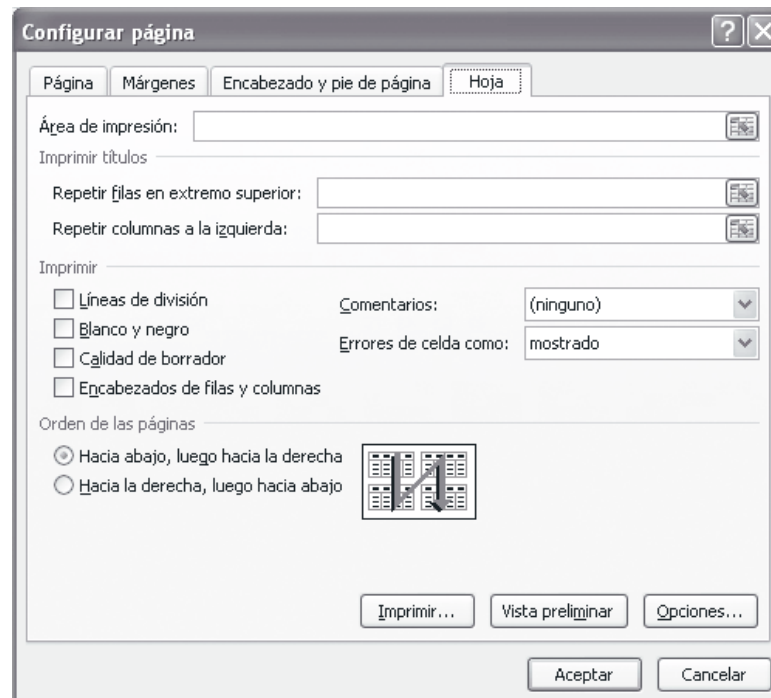 Configurar página
Página Márgenes Encabezado y pie de página Hoja
Área de impresión:
Imprimir títulos
Repetir filas en extremo superior:
Repetir columnas a la izquierda:
Imprimir
Líneas de división
Blanco y negro
Calidad de borrador
Encabezados de filas y columnas
Comentarios: (ninguno)
Errores de celda como: mostrado
Orden de las páginas
Hacia abajo, luego hacia la derecha
Hacia la derecha, luego hacia abajo
Imprimir... Vista preliminar Opciones...
Aceptar Cancelar